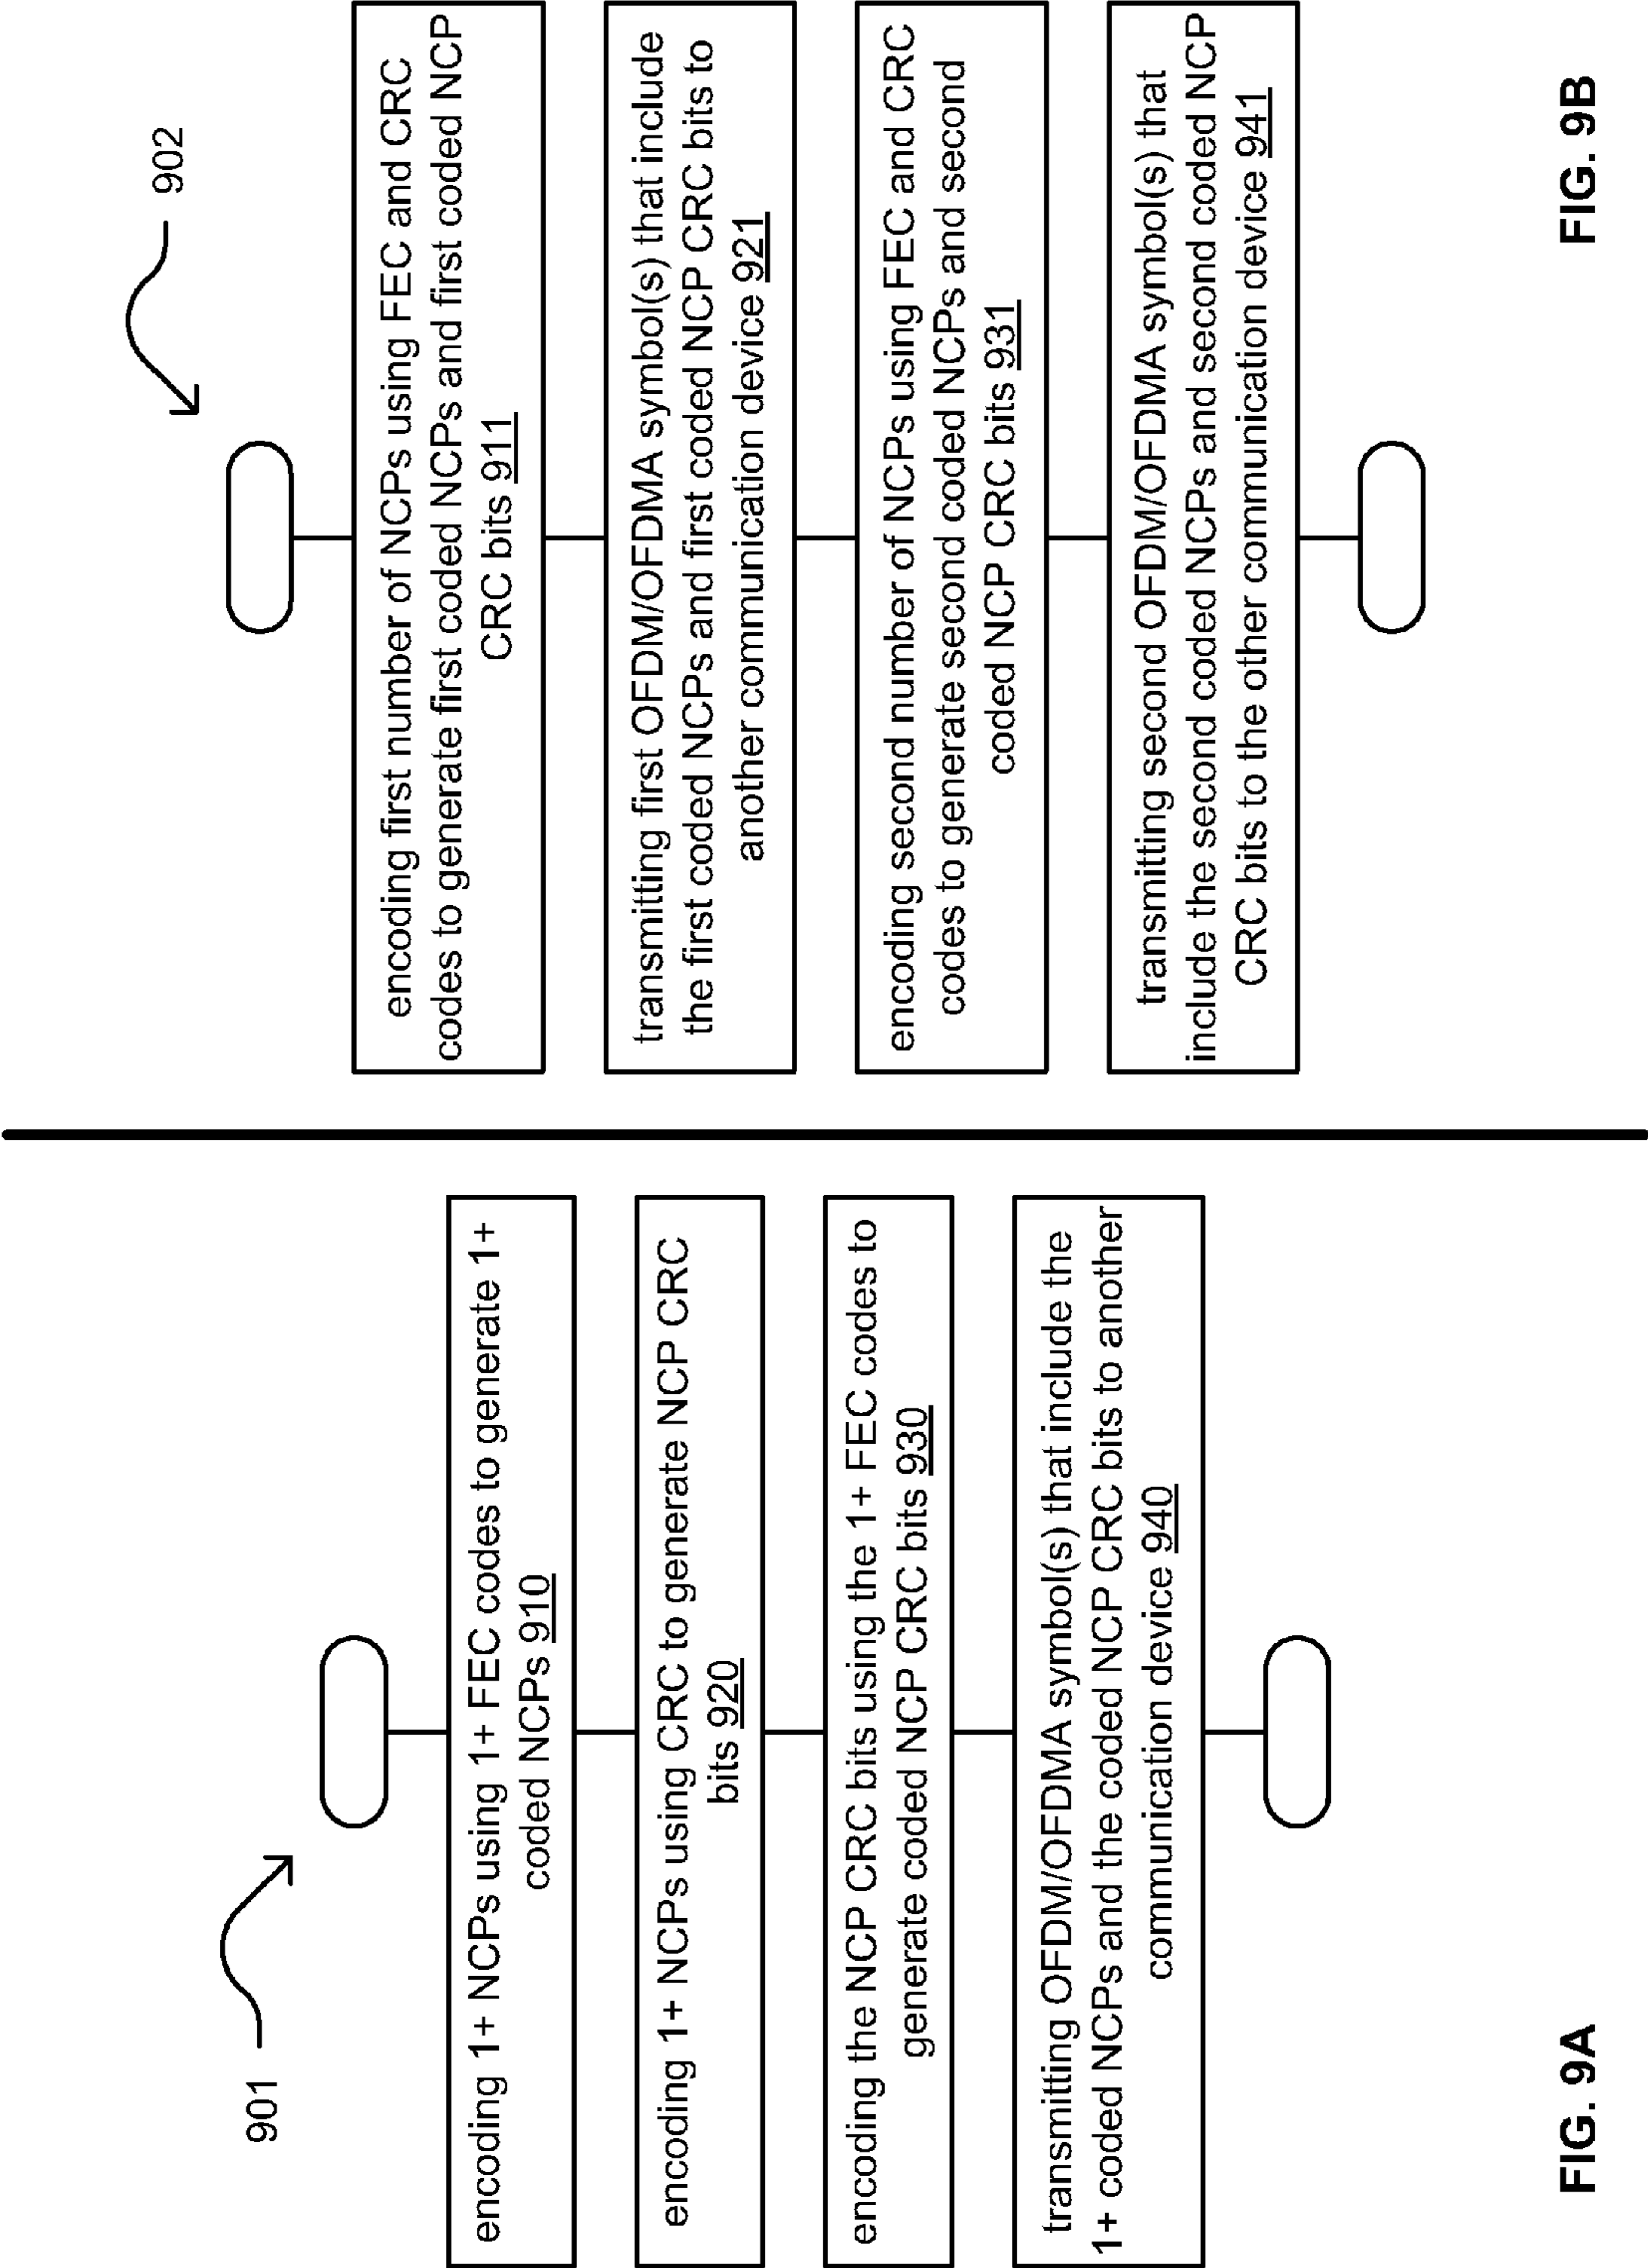 901
encoding 1+ NCPs using 1+ FEC codes to generate 1+
coded NCPs 910
encoding 1+ NCPs using CRC to generate NCP CRC
bits 920
encoding the NCP CRC bits using the 1+ FEC codes to
generate coded NCP CRC bits 930
transmitting OFDM/OFDMA symbol(s) that include the
1+ coded NCPs and the coded NCP CRC bits to another
communication device 940
FIG. 9A
902
encoding first number of NCPs using FEC and CRC
codes to generate first coded NCPs and first coded NCP
CRC bits 911
transmitting first OFDM/OFDMA symbol(s) that include
the first coded NCPs and first coded NCP CRC bits to
another communication device 921
encoding second number of NCPs using FEC and CRC
codes to generate second coded NCPs and second
coded NCP CRC bits 931
transmitting second OFDM/OFDMA symbol(s) that
include the second coded NCPs and second coded NCP
CRC bits to the other communication device 941
FIG. 9B